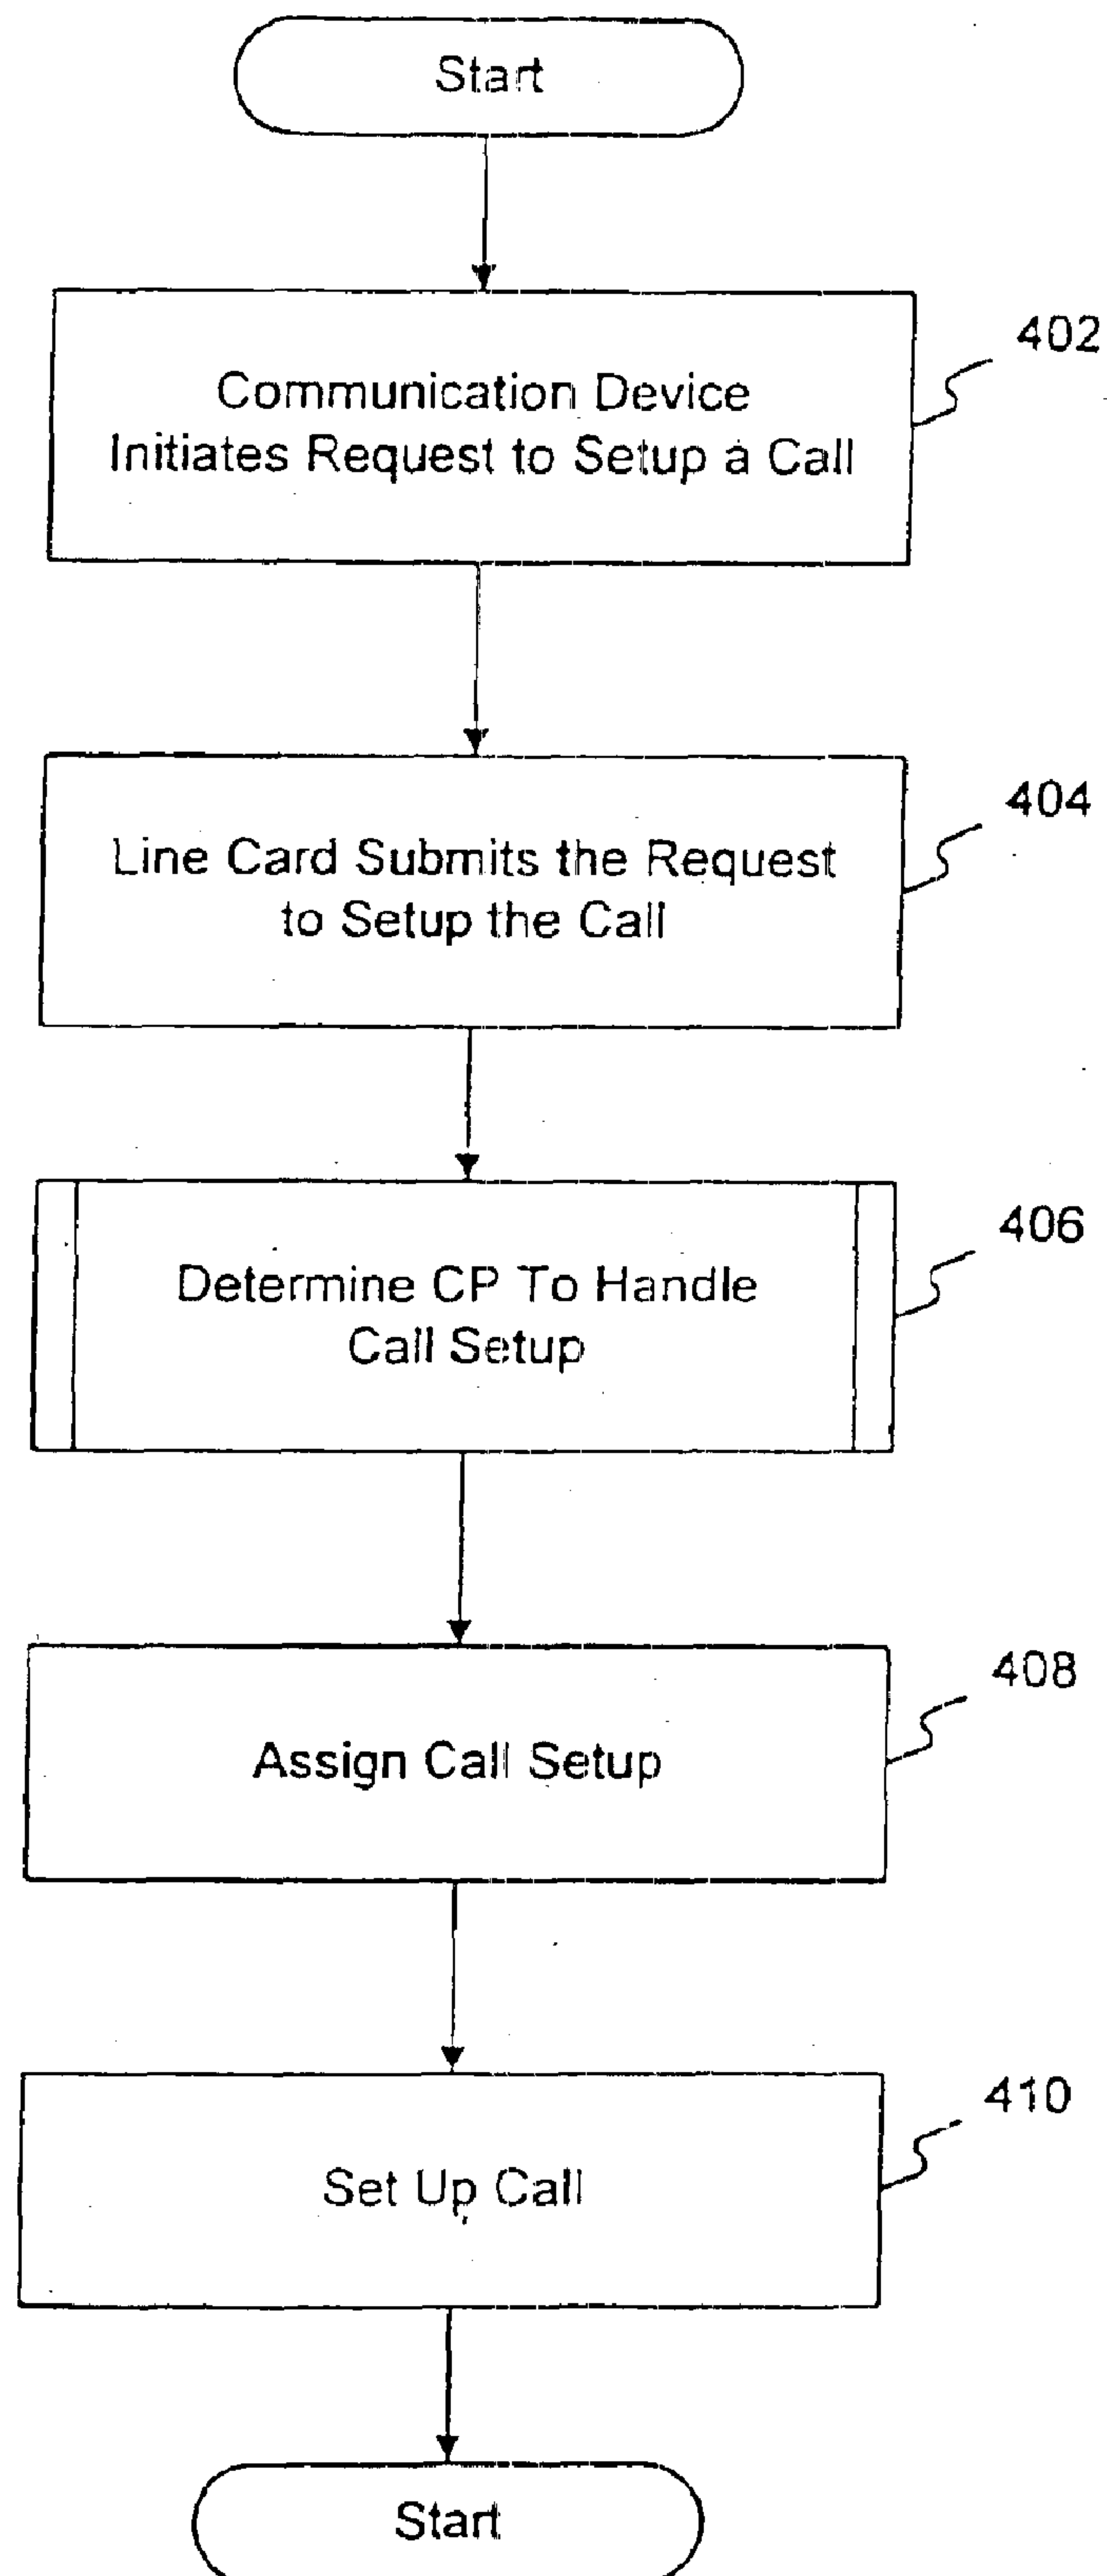 Start
402
Communication Device
Initiates Request to Setup a Call
404
Line Card Submits the Request
to Setup the Call
406
Determine CP To Handle
Call Setup
408
Assign Call Setup
410
Set Up Call
Start